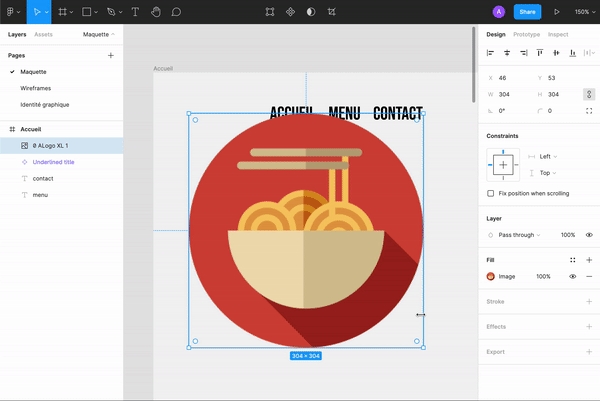 A
Share
150%
Layers Assets Maquette
Pages
Maquette
Wireframes
Identité graphique
Accueil
Ø ALogo XL 1
Underlined title
contact
menu
Accueil
ACCUEIL MENU CONTACT
304 × 304
Design Prototype Inspect
X 46 Y 53
W 304 H 304
0° 0
Constraints
Left
Top
Fix position when scrolling
Layer
Pass through 100%
Fill
Image 100%
Stroke
Effects
Export